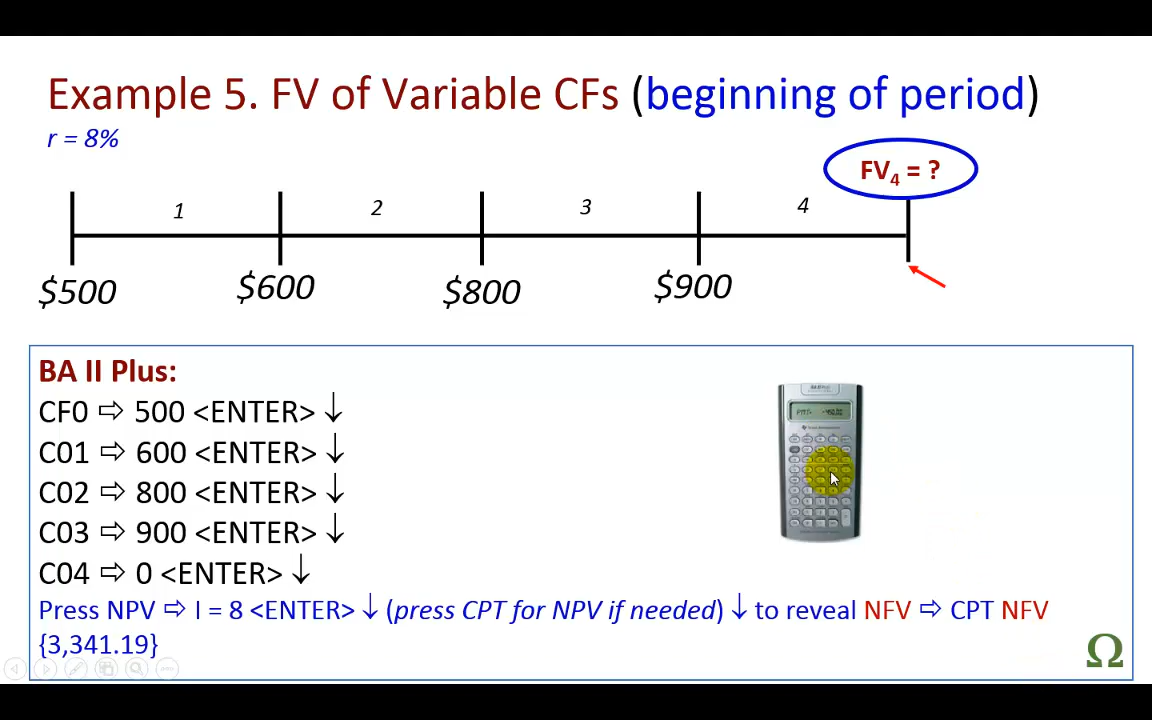 Example 5. FV of Variable CFs (beginning of period)
r = 8%
FV4 = ?
1 2 3 4
$500 $600 $800 $900
BA II Plus:
CF0 ⇨ 500 <ENTER> ↓
C01 ⇨ 600 <ENTER> ↓
C02 ⇨ 800 <ENTER> ↓
C03 ⇨ 900 <ENTER> ↓
C04 ⇨ 0 <ENTER> ↓
Press NPV ⇨ I = 8 <ENTER> ↓ (press CPT for NPV if needed) ↓ to reveal NFV ⇨ CPT NFV
{3,341.19}
Ω